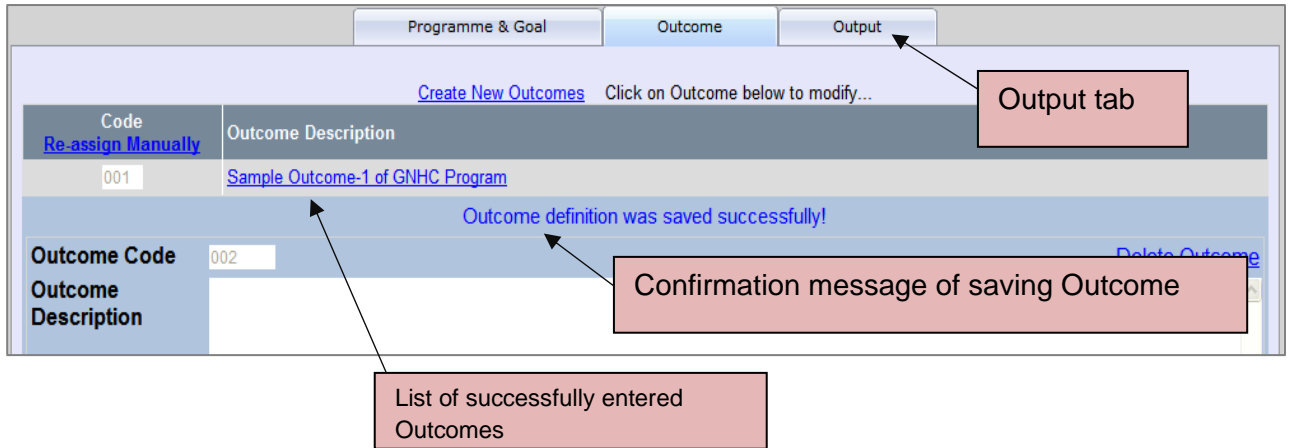 Programme & Goal Outcome Output
Output tab
Create New Outcomes Click on Outcome below to modify...
Code
Re-assign Manually
Outcome Description
001 Sample Outcome-1 of GNHC Program
Outcome definition was saved successfully!
Outcome Code 002 Delete Outcome
Confirmation message of saving Outcome
Outcome
Description
List of successfully entered
Outcomes